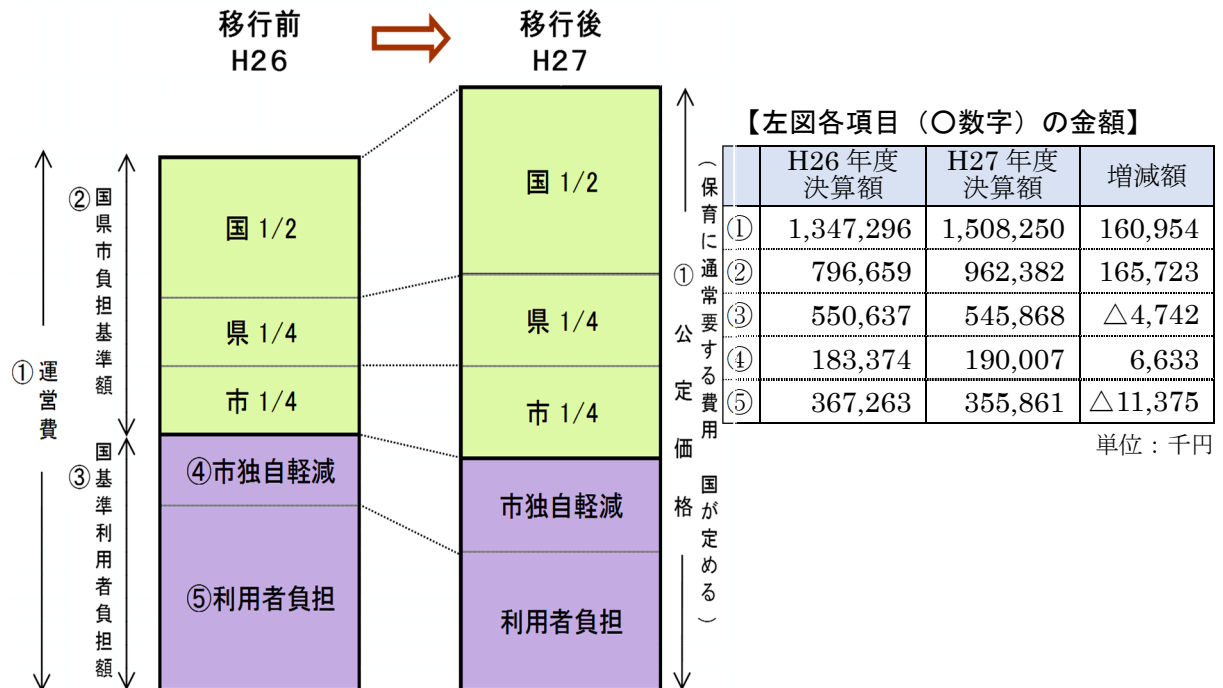 移行前
H26
移行後
H27
①運営費
②国県市負担基準額
③国基準利用者負担額
国 1/2
県 1/4
市 1/4
④市独自軽減
⑤利用者負担
国 1/2
県 1/4
市 1/4
市独自軽減
利用者負担
①公定価格
(保育に通常要する費用 国が定める)
【左図各項目（〇数字）の金額】
H26 年度決算額 H27 年度決算額 増減額
① 1,347,296 1,508,250 160,954
② 796,659 962,382 165,723
③ 550,637 545,868 △4,742
④ 183,374 190,007 6,633
⑤ 367,263 355,861 △11,375
単位：千円